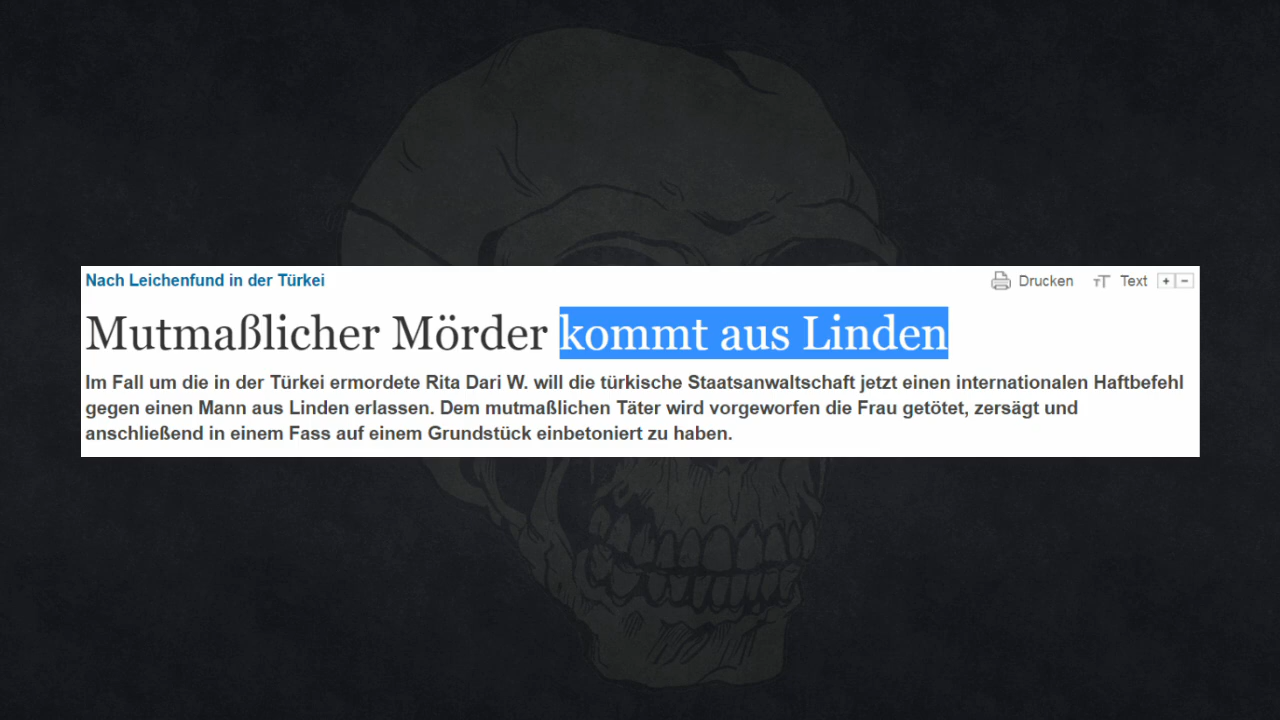 Nach Leichenfund in der Türkei
Drucken
Text + −
Mutmaßlicher Mörder kommt aus Linden
Im Fall um die in der Türkei ermordete Rita Dari W. will die türkische Staatsanwaltschaft jetzt einen internationalen Haftbefehl
gegen einen Mann aus Linden erlassen. Dem mutmaßlichen Täter wird vorgeworfen die Frau getötet, zersägt und
anschließend in einem Fass auf einem Grundstück einbetoniert zu haben.